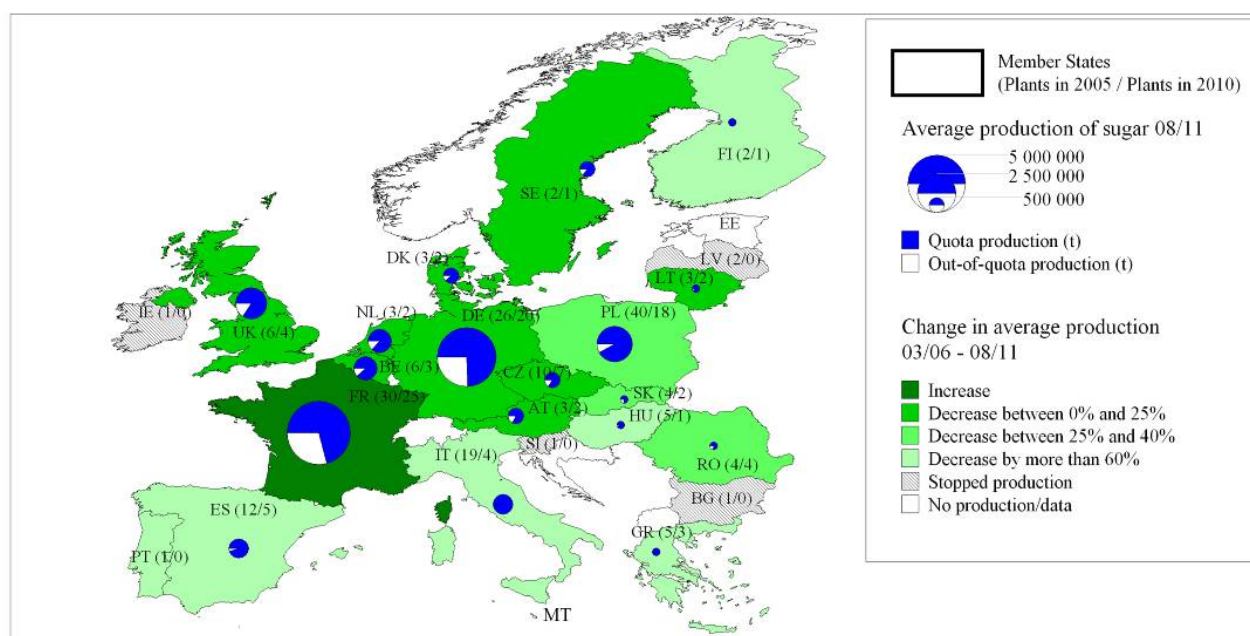 FI (2/1)
SE (2/1)
EE
LV (2/0)
DK (3/2)
LT (3/2)
IE (1/0)
UK (6/4)
NL (3/2)
DE (26/20)
PL (40/18)
BE (6/3)
CZ (10/7)
FR (30/25)
SK (4/2)
AT (3/2)
HU (5/1)
SI (1/0)
IT (19/4)
RO (4/4)
BG (1/0)
ES (12/5)
GR (5/3)
PT (1/0)
MT
Member States
(Plants in 2005 / Plants in 2010)
Average production of sugar 08/11
5 000 000
2 500 000
500 000
Quota production (t)
Out-of-quota production (t)
Change in average production
03/06 - 08/11
Increase
Decrease between 0% and 25%
Decrease between 25% and 40%
Decrease by more than 60%
Stopped production
No production/data